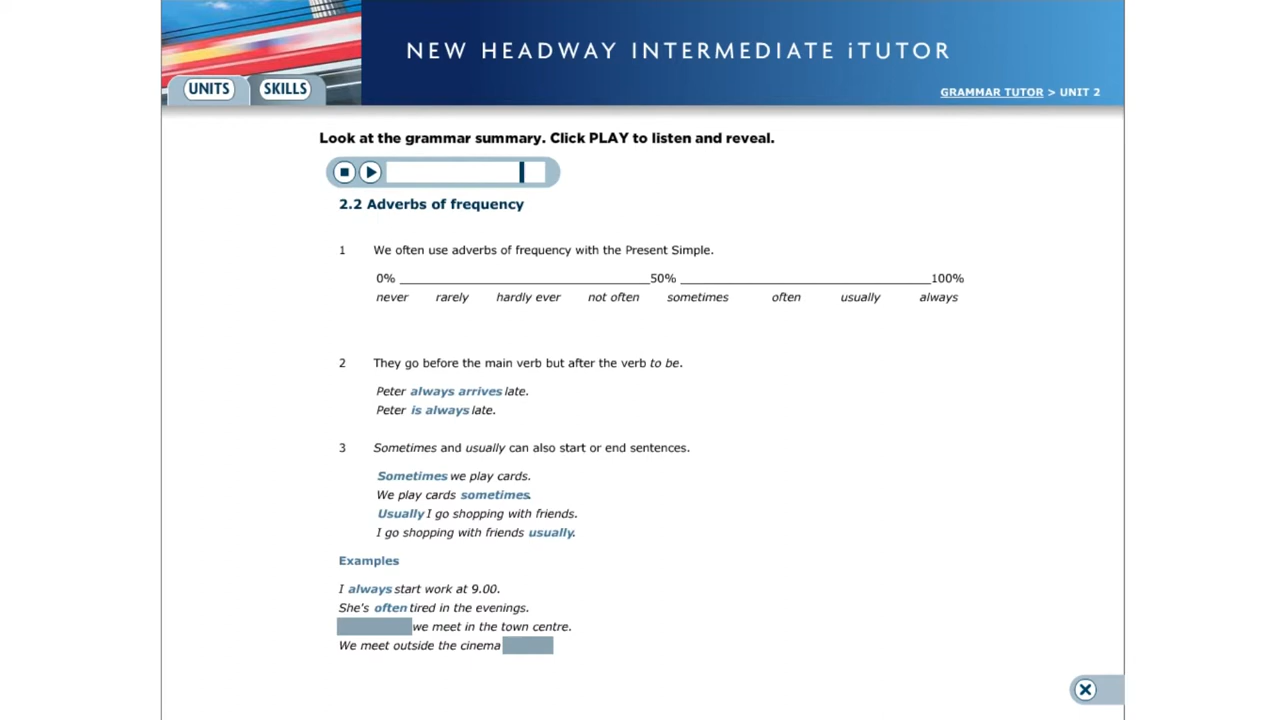 NEW HEADWAY INTERMEDIATE iTUTOR
UNITS SKILLS
GRAMMAR TUTOR > UNIT 2
Look at the grammar summary. Click PLAY to listen and reveal.
2.2 Adverbs of frequency
1 We often use adverbs of frequency with the Present Simple.
0% 50% 100%
never rarely hardly ever not often sometimes often usually always
2 They go before the main verb but after the verb to be.
Peter always arrives late.
Peter is always late.
3 Sometimes and usually can also start or end sentences.
Sometimes we play cards.
We play cards sometimes.
Usually I go shopping with friends.
I go shopping with friends usually.
Examples
I always start work at 9.00.
She's often tired in the evenings.
we meet in the town centre.
We meet outside the cinema